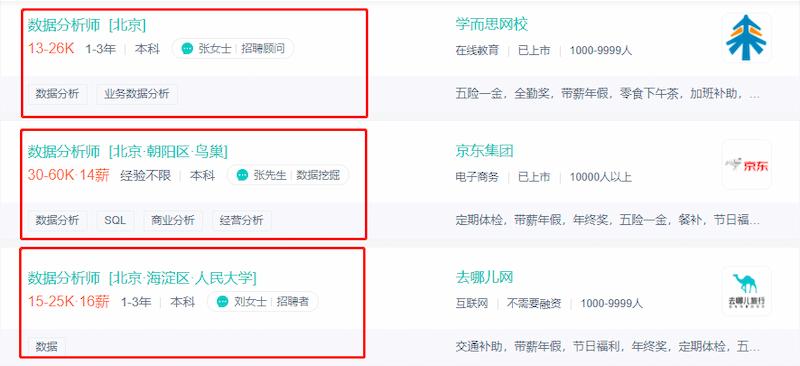 数据分析师 [北京]
13-26K 1-3年 本科 张女士 招聘顾问
数据分析 业务数据分析
学而思网校
在线教育 已上市 1000-9999人
五险一金，全勤奖，带薪年假，零食下午茶，加班补助，...
数据分析师 [北京·朝阳区·鸟巢]
30-60K·14薪 经验不限 本科 张先生 数据挖掘
数据分析 SQL 商业分析 经营分析
京东集团
电子商务 已上市 10000人以上
京东
定期体检，带薪年假，年终奖，五险一金，餐补，节日福...
数据分析师 [北京·海淀区·人民大学]
15-25K·16薪 1-3年 本科 刘女士 招聘者
数据
去哪儿网
互联网 不需要融资 1000-9999人
去哪儿旅行
交通补助，带薪年假，节日福利，年终奖，定期体检，五...